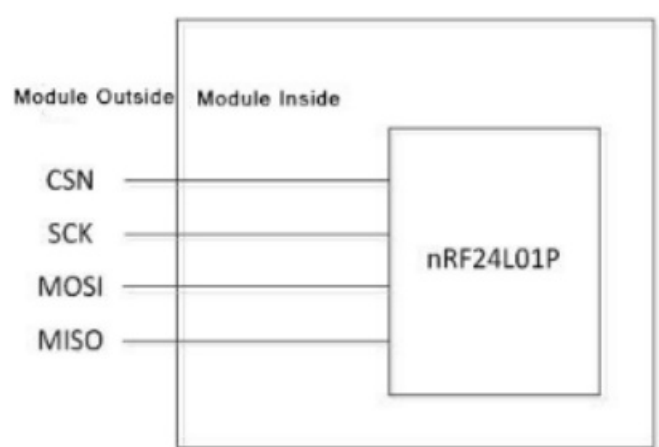 Module Outside
Module Inside
CSN
SCK
MOSI
MISO
nRF24L01P